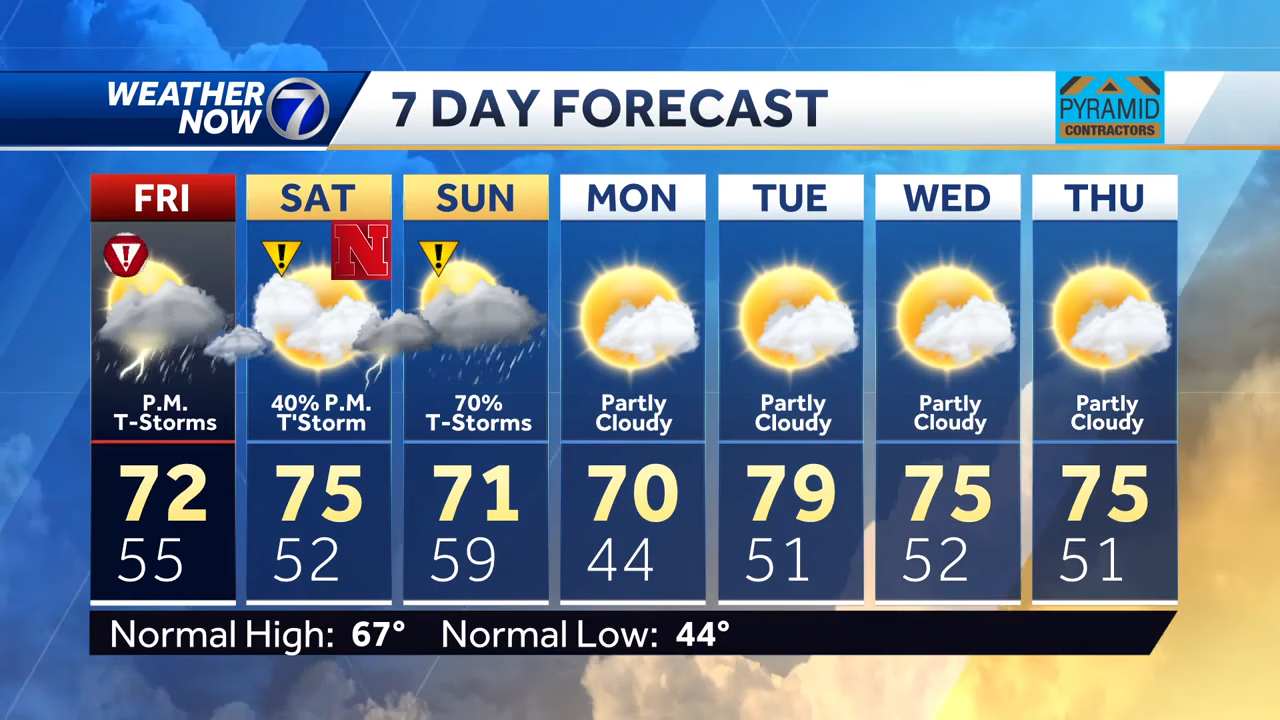 WEATHER
NOW 7
7 DAY FORECAST
PYRAMID
CONTRACTORS
FRI
!
P.M.
T-Storms
72
55
SAT
!
N
40% P.M.
T'Storm
75
52
SUN
!
70%
T-Storms
71
59
MON
Partly
Cloudy
70
44
TUE
Partly
Cloudy
79
51
WED
Partly
Cloudy
75
52
THU
Partly
Cloudy
75
51
Normal High: 67° Normal Low: 44°